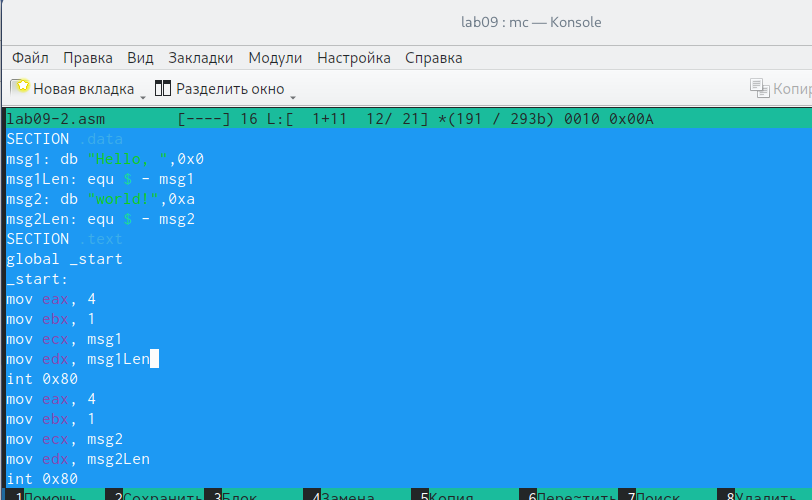 lab09 : mc — Konsole
Файл Правка Вид Закладки Модули Настройка Справка
Новая вкладка Разделить окно Копир
lab09-2.asm [----] 16 L:[ 1+11 12/ 21] *(191 / 293b) 0010 0x00A
SECTION .data
msg1: db "Hello, ",0x0
msg1Len: equ $ - msg1
msg2: db "world!",0xa
msg2Len: equ $ - msg2
SECTION .text
global _start
_start:
mov eax, 4
mov ebx, 1
mov ecx, msg1
mov edx, msg1Len
int 0x80
mov eax, 4
mov ebx, 1
mov ecx, msg2
mov edx, msg2Len
int 0x80
1Помощь 2Сохранить 3Блок 4Замена 5Копия 6Пере~тить 7Поиск 8Удалить